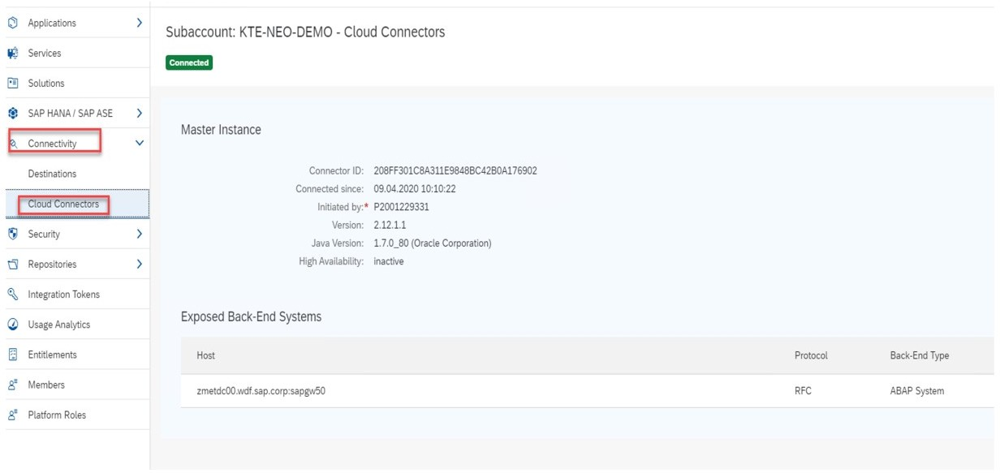 Applications
Services
Solutions
SAP HANA / SAP ASE
Connectivity
Destinations
Cloud Connectors
Security
Repositories
Integration Tokens
Usage Analytics
Entitlements
Members
Platform Roles
Subaccount: KTE-NEO-DEMO - Cloud Connectors
Connected
Master Instance
Connector ID: 208FF301C8A311E9848BC42B0A176902
Connected since: 09.04.2020 10:10:22
Initiated by:* P2001229331
Version: 2.12.1.1
Java Version: 1.7.0_80 (Oracle Corporation)
High Availability: inactive
Exposed Back-End Systems
Host Protocol Back-End Type
zmetdc00.wdf.sap.corp:sapgw50 RFC ABAP System